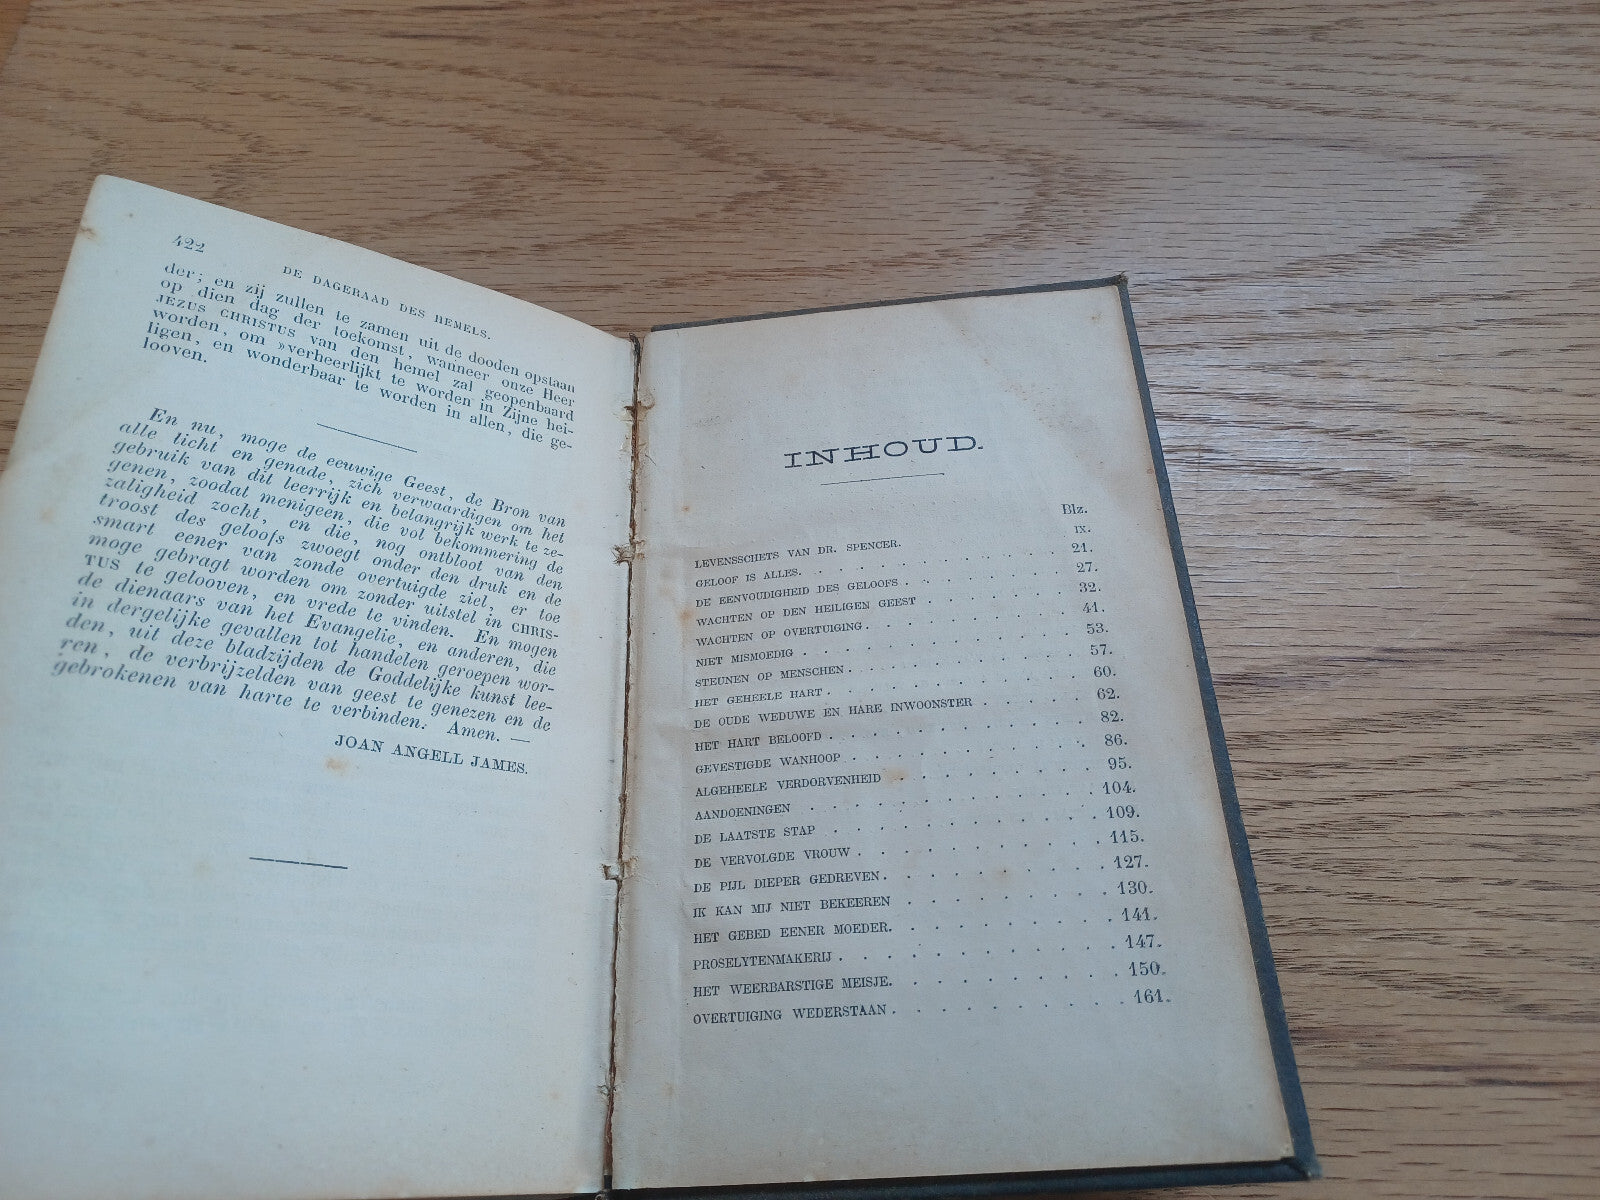 422
DE DAGERAAD DES HEMELS.
der; en zij zullen te zamen uit de dooden opstaan
op dien dag der toekomst, wanneer onze Heer
JEZUS CHRISTUS van den hemel zal geopenbaard
worden, om »verheerlijkt te worden in Zijne hei-
ligen, en wonderbaar te worden in allen, die ge-
looven.
En nu, moge de eeuwige Geest, de Bron van
alle licht en genade, zich verwaardigen om het
gebruik van dit leerrijk en belangrijk werk te ze-
genen, zoodat menigeen, die vol bekommering de
zaligheid zocht, en die, nog ontbloot van den
troost des geloofs zwoegt onder den druk en de
smart eener van zonde overtuigde ziel, er toe
moge gebragt worden om zonder uitstel in CHRIS-
TUS te gelooven, en vrede te vinden. En mogen
de dienaars van het Evangelie, en anderen, die
in dergelijke gevallen tot handelen geroepen wor-
den, uit deze bladzijden de Goddelijke kunst lee-
ren, de verbrijzelden van geest te genezen en de
gebrokenen van harte te verbinden. Amen. —
JOAN ANGELL JAMES.
INHOUD.
Blz.
LEVENSSCHETS VAN DR. SPENCER. IX.
GELOOF IS ALLES. 21.
DE EENVOUDIGHEID DES GELOOFS 27.
WACHTEN OP DEN HEILIGEN GEEST 32.
WACHTEN OP OVERTUIGING 41.
NIET MISMOEDIG 53.
STEUNEN OP MENSCHEN 57.
HET GEHEELE HART 60.
DE OUDE WEDUWE EN HARE INWOONSTER 62.
HET HART BELOOFD 82.
GEVESTIGDE WANHOOP 86.
ALGEHEELE VERDORVENHEID 95.
AANDOENINGEN 104.
DE LAATSTE STAP 109.
DE VERVOLGDE VROUW 115.
DE PIJL DIEPER GEDREVEN 127.
IK KAN MIJ NIET BEKEEREN 130.
HET GEBED EENER MOEDER 141.
PROSELYTENMAKERIJ 147.
HET WEERBARSTIGE MEISJE. 150.
OVERTUIGING WEDERSTAAN 161.